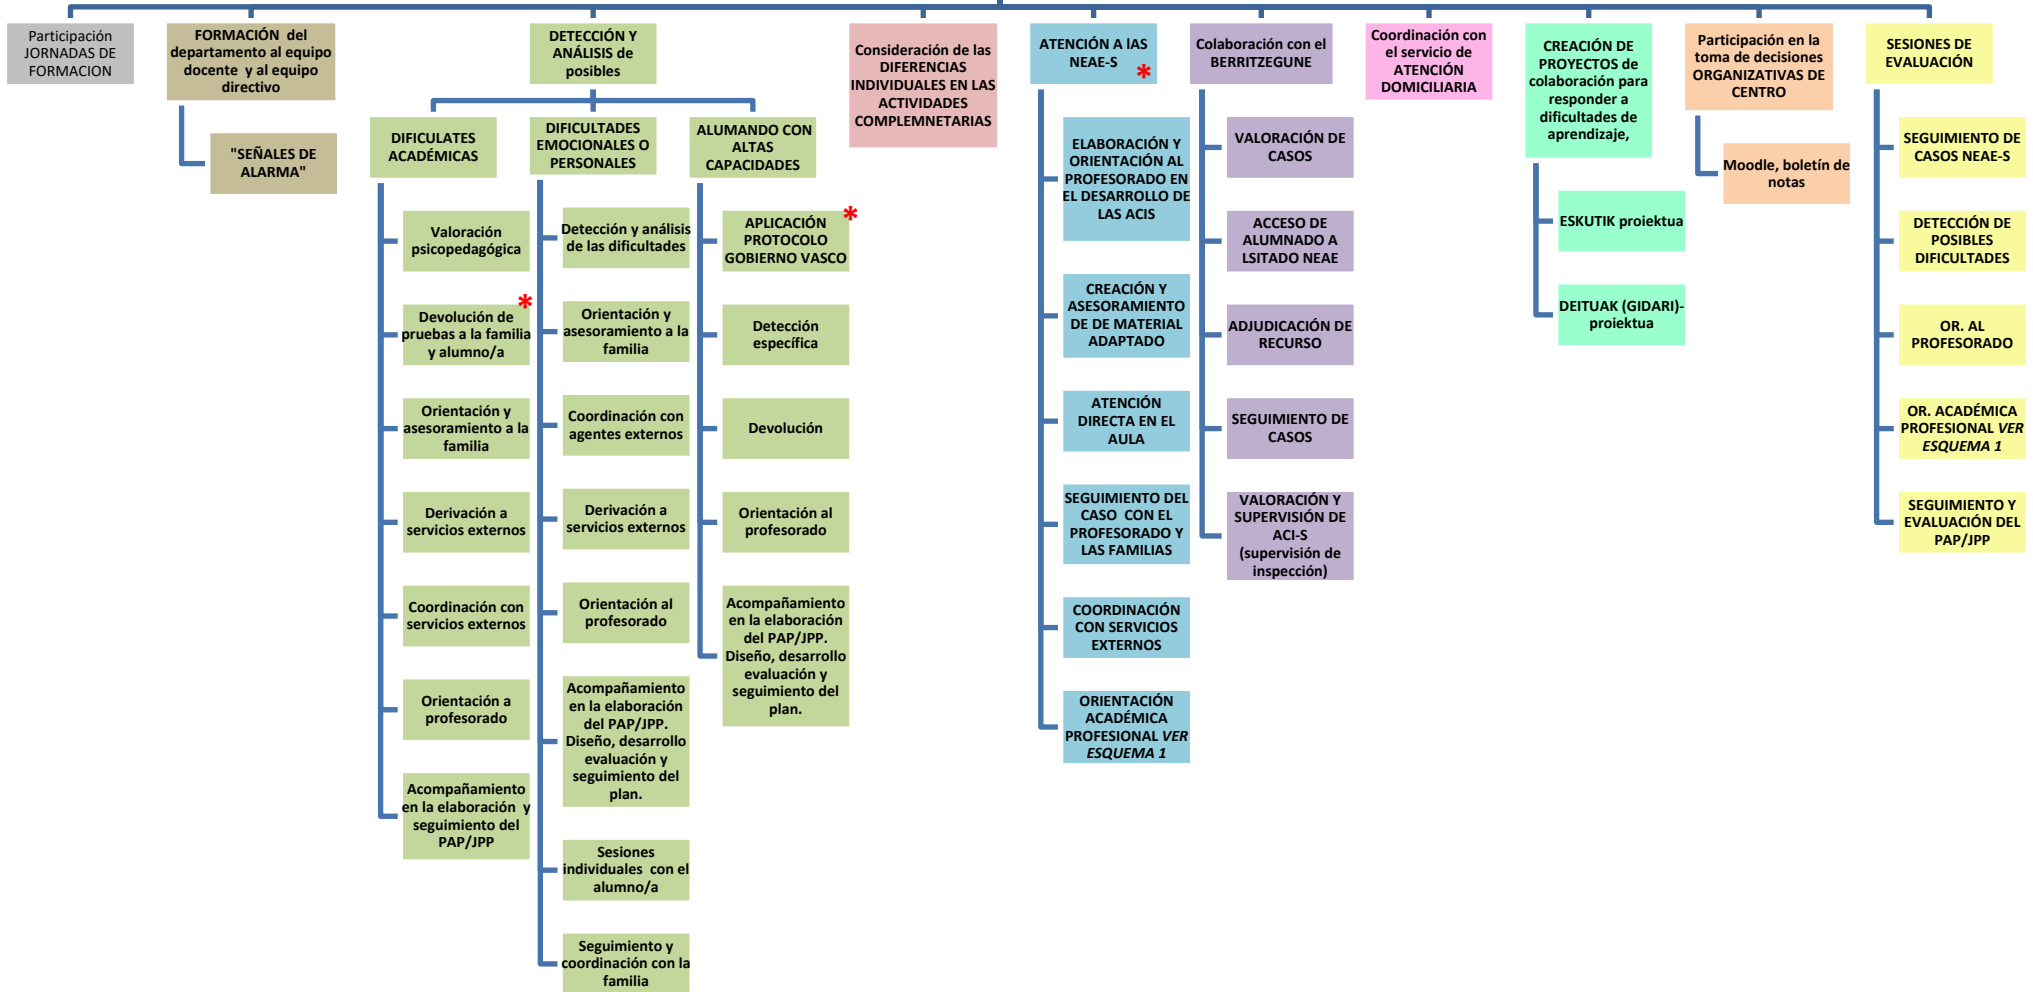 Participación
JORNADAS DE
FORMACION
FORMACIÓN del
departamento al equipo
docente y al equipo
directivo
"SEÑALES DE
ALARMA"
DETECCIÓN Y
ANÁLISIS de
posibles
DIFICULATES
ACADÉMICAS
Valoración
psicopedagógica
Devolución de
pruebas a la familia
y alumno/a
*
Orientación y
asesoramiento a la
familia
Derivación a
servicios externos
Coordinación con
servicios externos
Orientación a
profesorado
Acompañamiento
en la elaboración y
seguimiento del
PAP/JPP
DIFICULTADES
EMOCIONALES O
PERSONALES
Detección y análisis
de las dificultades
Orientación y
asesoramiento a la
familia
Coordinación con
agentes externos
Derivación a
servicios externos
Orientación al
profesorado
Acompañamiento
en la elaboración
del PAP/JPP.
Diseño, desarrollo
evaluación y
seguimiento del
plan.
Sesiones
individuales con el
alumno/a
Seguimiento y
coordinación con la
familia
ALUMANDO CON
ALTAS
CAPACIDADES
APLICACIÓN
PROTOCOLO
GOBIERNO VASCO
*
Detección
específica
Devolución
Orientación al
profesorado
Acompañamiento
en la elaboración
del PAP/JPP.
Diseño, desarrollo
evaluación y
seguimiento del
plan.
Consideración de las
DIFERENCIAS
INDIVIDUALES EN LAS
ACTIVIDADES
COMPLEMNETARIAS
ATENCIÓN A LAS
NEAE-S
*
ELABORACIÓN Y
ORIENTACIÓN AL
PROFESORADO EN
EL DESARROLLO DE
LAS ACIS
CREACIÓN Y
ASESORAMIENTO
DE DE MATERIAL
ADAPTADO
ATENCIÓN
DIRECTA EN EL
AULA
SEGUIMIENTO DEL
CASO CON EL
PROFESORADO Y
LAS FAMILIAS
COORDINACIÓN
CON SERVICIOS
EXTERNOS
ORIENTACIÓN
ACADÉMICA
PROFESIONAL VER
ESQUEMA 1
Colaboración con el
BERRITZEGUNE
VALORACIÓN DE
CASOS
ACCESO DE
ALUMNADO A
LSITADO NEAE
ADJUDICACIÓN DE
RECURSO
SEGUIMIENTO DE
CASOS
VALORACIÓN Y
SUPERVISIÓN DE
ACI-S
(supervisión de
inspección)
Coordinación con
el servicio de
ATENCIÓN
DOMICILIARIA
CREACIÓN DE
PROYECTOS de
colaboración para
responder a
dificultades de
aprendizaje,
ESKUTIK proiektua
DEITUAK (GIDARI)-
proiektua
Participación en la
toma de decisiones
ORGANIZATIVAS DE
CENTRO
Moodle, boletín de
notas
SESIONES DE
EVALUACIÓN
SEGUIMIENTO DE
CASOS NEAE-S
DETECCIÓN DE
POSIBLES
DIFICULTADES
OR. AL
PROFESORADO
OR. ACADÉMICA
PROFESIONAL VER
ESQUEMA 1
SEGUIMIENTO Y
EVALUACIÓN DEL
PAP/JPP